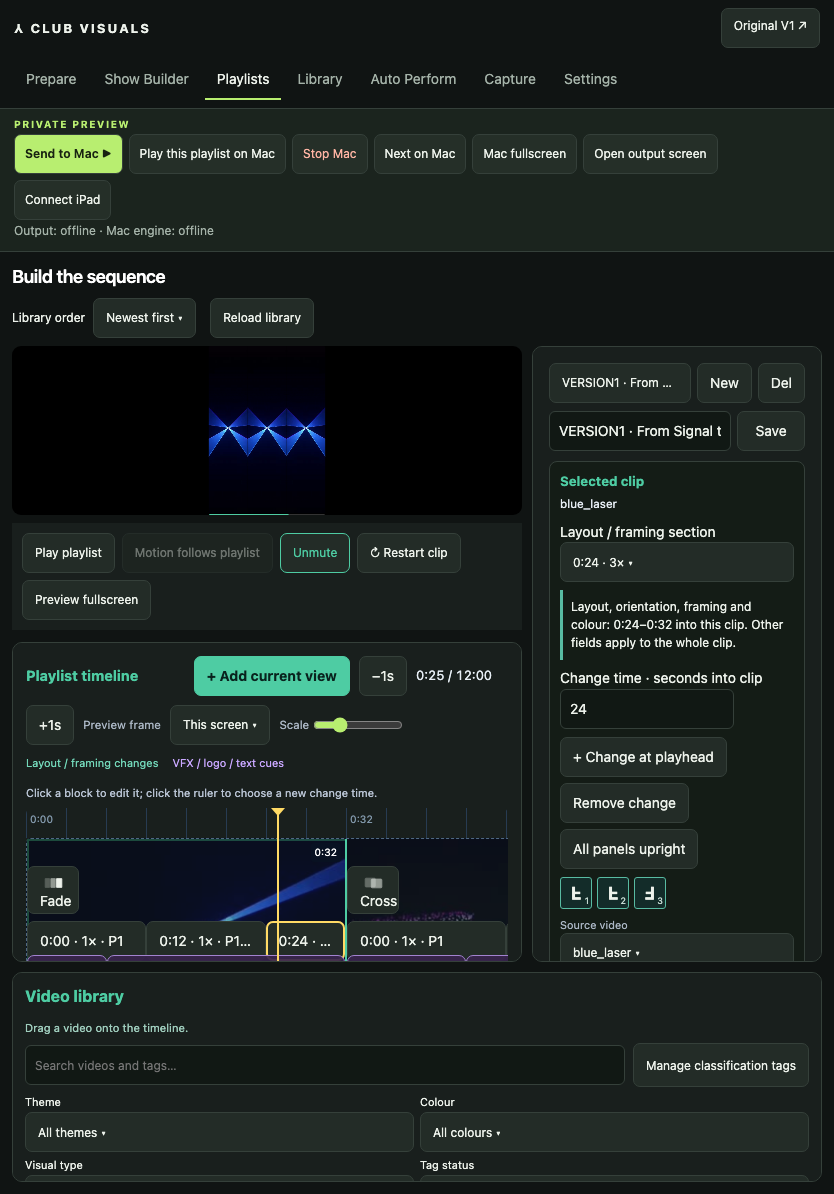 ⅄ CLUB VISUALS
Original V1 ↗
Prepare Show Builder Playlists Library Auto Perform Capture Settings
PRIVATE PREVIEW
Send to Mac ▶ Play this playlist on Mac Stop Mac Next on Mac Mac fullscreen Open output screen
Connect iPad
Output: offline · Mac engine: offline
Build the sequence
Library order Newest first ▾ Reload library
Play playlist Motion follows playlist Unmute ↻ Restart clip
Preview fullscreen
Playlist timeline + Add current view −1s 0:25 / 12:00
+1s Preview frame This screen ▾ Scale
Layout / framing changes VFX / logo / text cues
Click a block to edit it; click the ruler to choose a new change time.
0:00 0:32
0:32
Fade Cross
0:00 · 1× · P1 0:12 · 1× · P1... 0:24 · ... 0:00 · 1× · P1
VERSION1 · From ... New Del
VERSION1 · From Signal t Save
Selected clip
blue_laser
Layout / framing section
0:24 · 3× ▾
Layout, orientation, framing and
colour: 0:24–0:32 into this clip. Other
fields apply to the whole clip.
Change time · seconds into clip
24
+ Change at playhead
Remove change
All panels upright
1 2 3
Source video
blue_laser ▾
Video library
Drag a video onto the timeline.
Search videos and tags... Manage classification tags
Theme Colour
All themes ▾ All colours ▾
Visual type Tag status